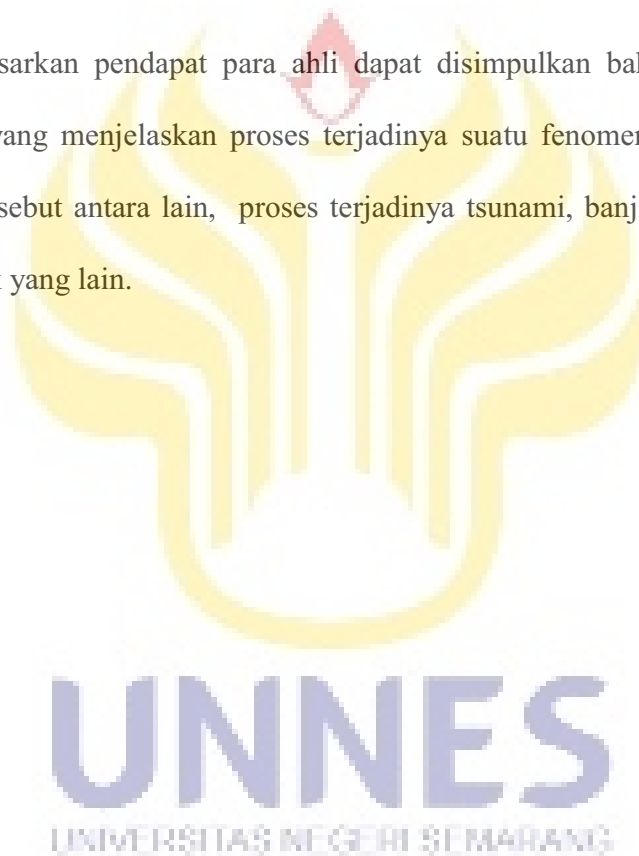 sarkan pendapat para ahli dapat disimpulkan bal
yang menjelaskan proses terjadinya suatu fenomen
sebut antara lain, proses terjadinya tsunami, banj
yang lain.
UNNES
UNIVERSITAS NEGERI SEMARANG